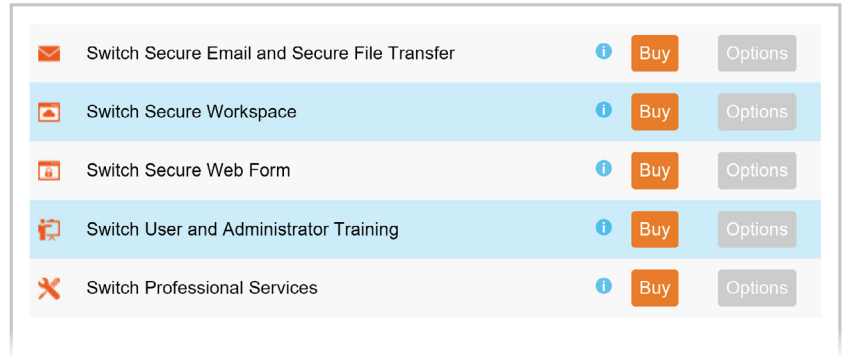 Switch Secure Email and Secure File Transfer i Buy Options
Switch Secure Workspace i Buy Options
Switch Secure Web Form i Buy Options
Switch User and Administrator Training i Buy Options
Switch Professional Services i Buy Options